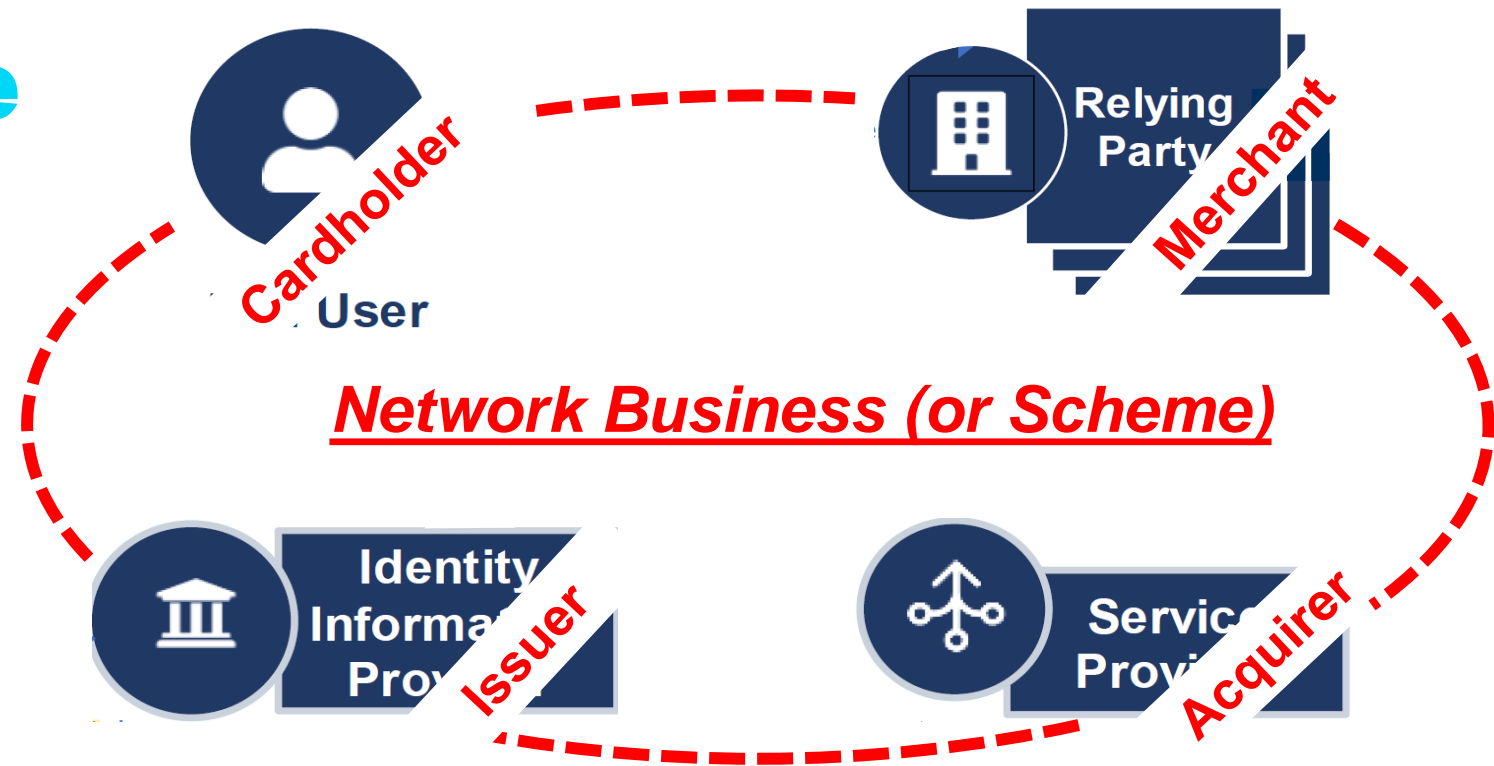 Cardholder
User
Relying
Party
Merchant
Network Business (or Scheme)
Identity
Issuer
Acquirer